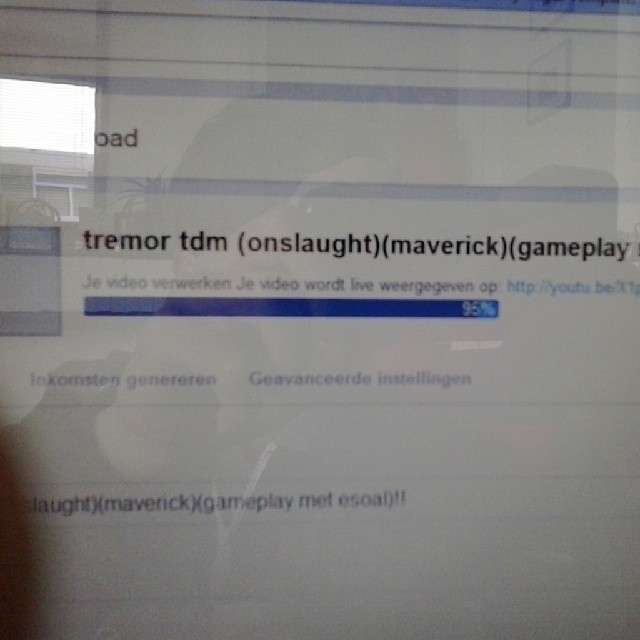 oad
tremor tdm (onslaught)(maverick)(gameplay
Je video verwerken Je video wordt live weergegeven op: http://youtu.be/X1p
95%
Inkomsten genereren Geavanceerde instellingen
slaught)(maverick)(gameplay met esoal)!!